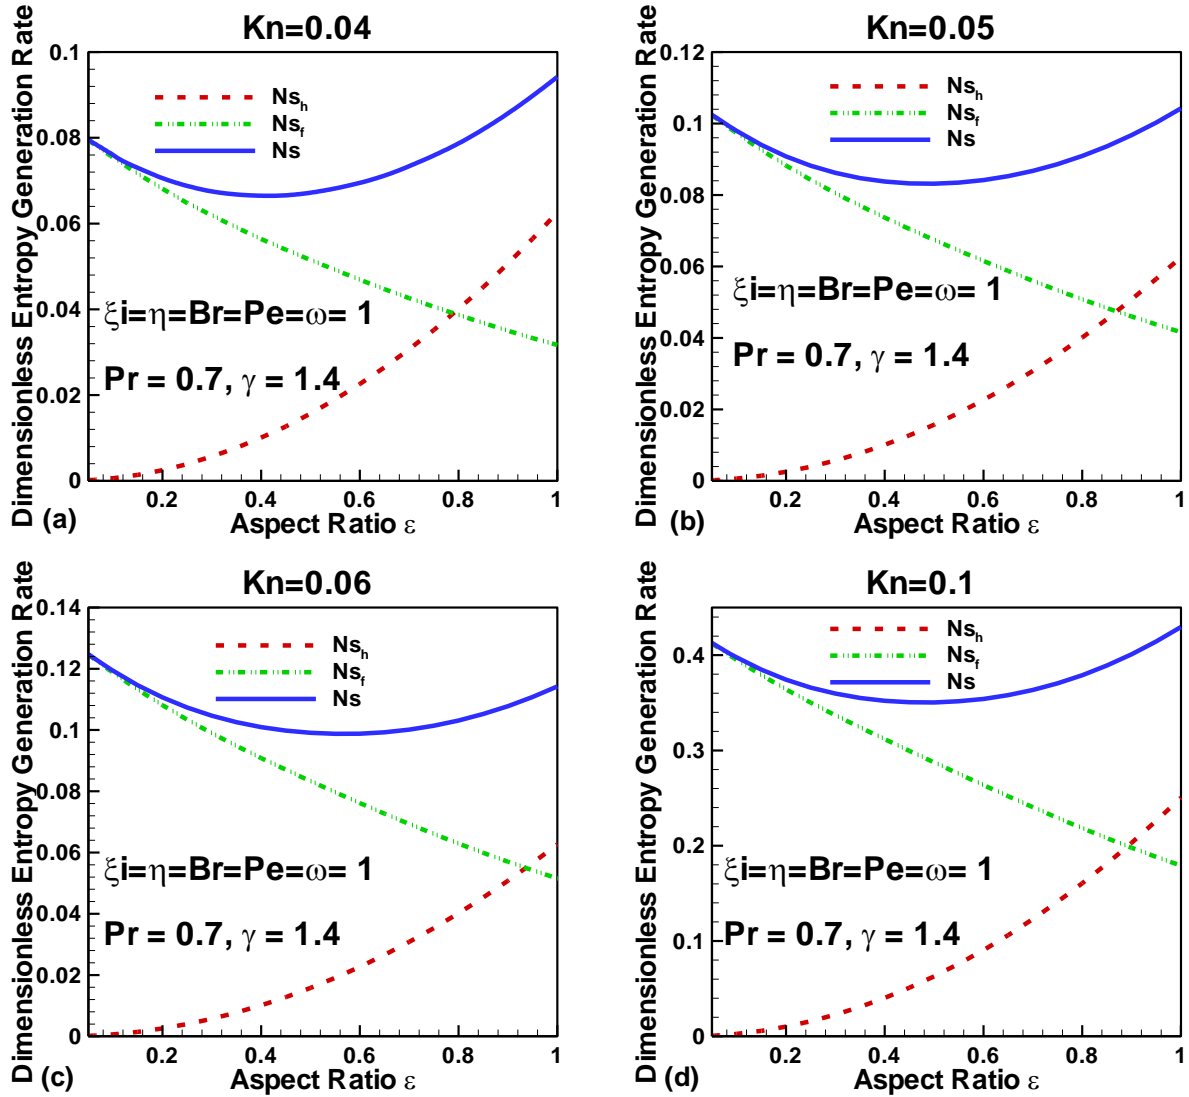 Kn=0.04
Dimensionless Entropy Generation Rate
0.1
0.08
0.06
0.04
0.02
0
Ns_h
Ns_f
Ns
ξi=η=Br=Pe=ω= 1
Pr = 0.7, γ = 1.4
0.2 0.4 0.6 0.8 1
(a) Aspect Ratio ε
Kn=0.05
Dimensionless Entropy Generation Rate
0.12
0.1
0.08
0.06
0.04
0.02
0
Ns_h
Ns_f
Ns
ξi=η=Br=Pe=ω= 1
Pr = 0.7, γ = 1.4
0.2 0.4 0.6 0.8 1
(b) Aspect Ratio ε
Kn=0.06
Dimensionless Entropy Generation Rate
0.14
0.12
0.1
0.08
0.06
0.04
0.02
0
Ns_h
Ns_f
Ns
ξi=η=Br=Pe=ω= 1
Pr = 0.7, γ = 1.4
0.2 0.4 0.6 0.8 1
(c) Aspect Ratio ε
Kn=0.1
Dimensionless Entropy Generation Rate
0.4
0.3
0.2
0.1
0
Ns_h
Ns_f
Ns
ξi=η=Br=Pe=ω= 1
Pr = 0.7, γ = 1.4
0.2 0.4 0.6 0.8 1
(d) Aspect Ratio ε